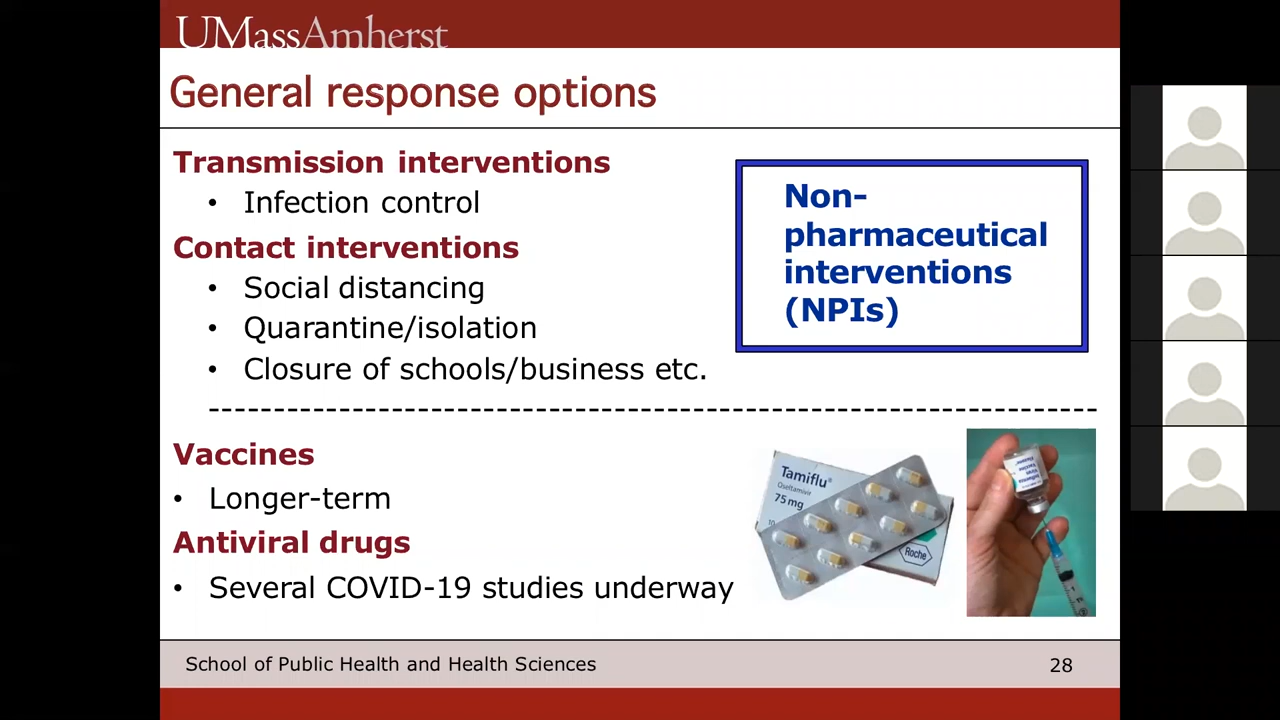 UMassAmherst
General response options
Transmission interventions
• Infection control
Contact interventions
• Social distancing
• Quarantine/isolation
• Closure of schools/business etc.
Non-
pharmaceutical
interventions
(NPIs)
Vaccines
• Longer-term
Antiviral drugs
• Several COVID-19 studies underway
Tamiflu®
Oseltamivir
75 mg
Roche
School of Public Health and Health Sciences
28